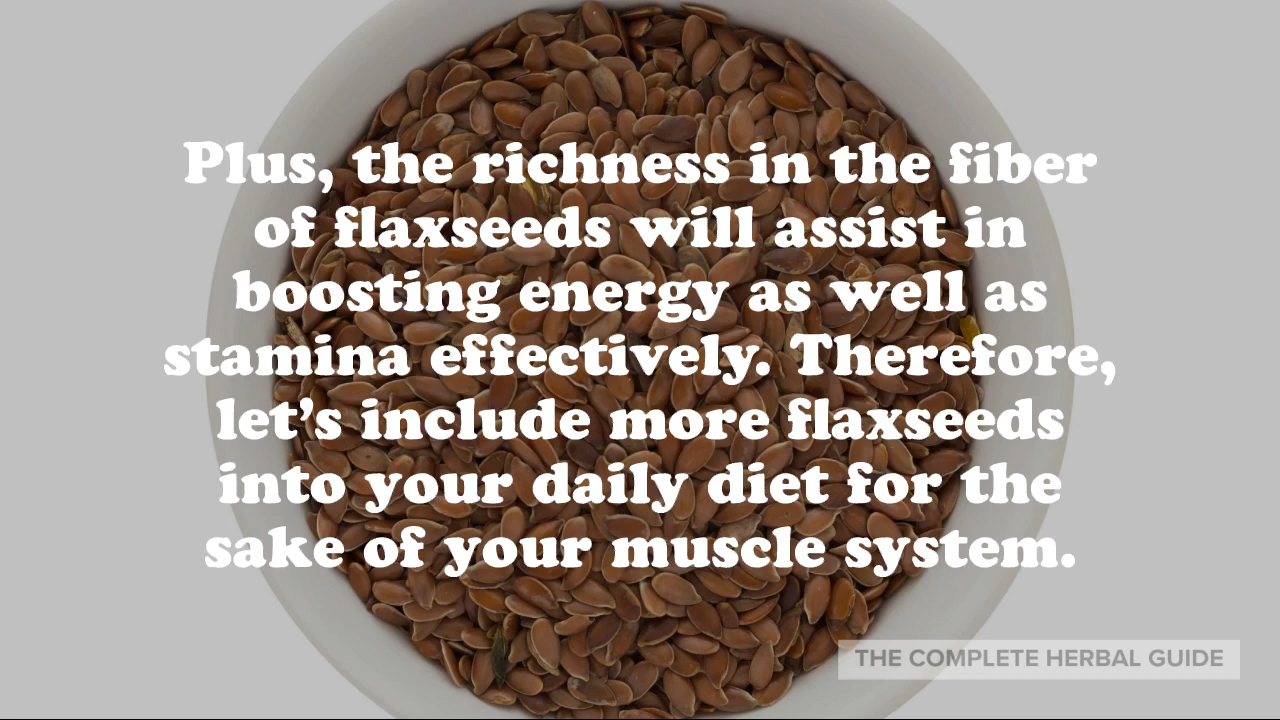 Plus, the richness in the fiber
of flaxseeds will assist in
boosting energy as well as
stamina effectively. Therefore,
let’s include more flaxseeds
into your daily diet for the
sake of your muscle system.
THE COMPLETE HERBAL GUIDE